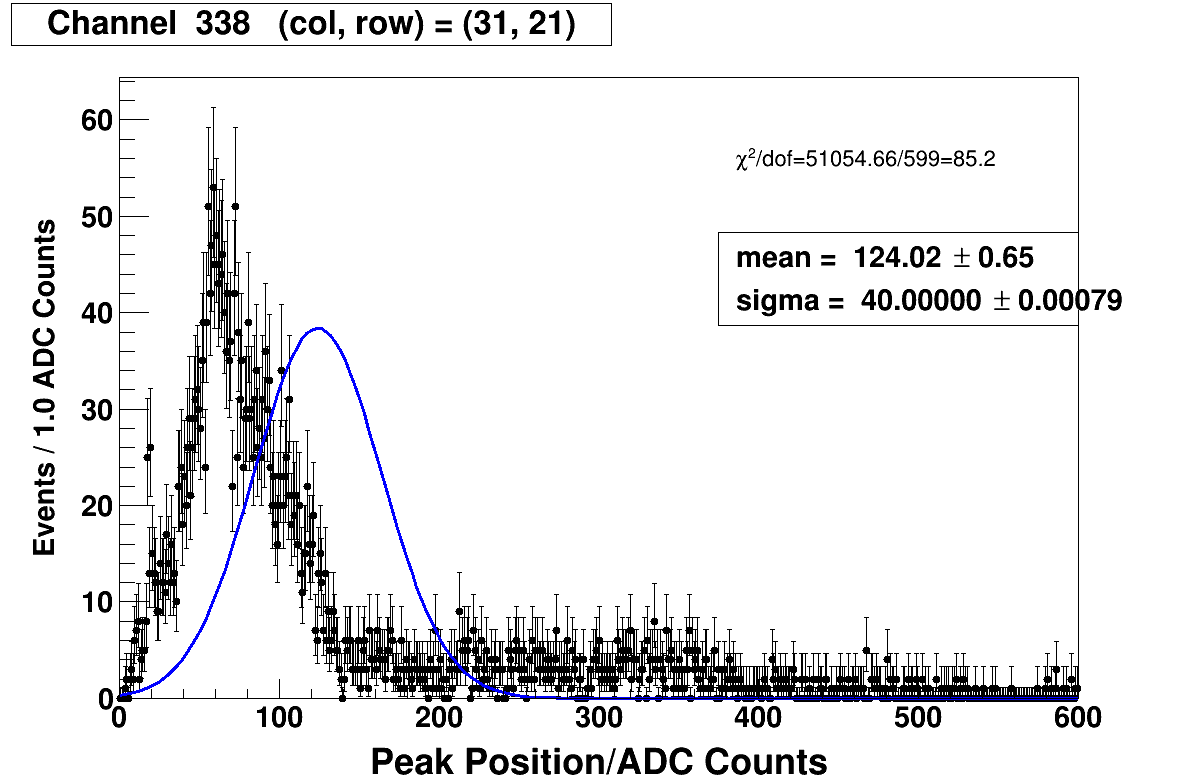 Channel 338 (col, row) = (31, 21)
χ²/dof=51054.66/599=85.2
mean = 124.02 ± 0.65
sigma = 40.00000 ± 0.00079
Events / 1.0 ADC Counts
60
50
40
30
20
10
0
0 100 200 300 400 500 600
Peak Position/ADC Counts